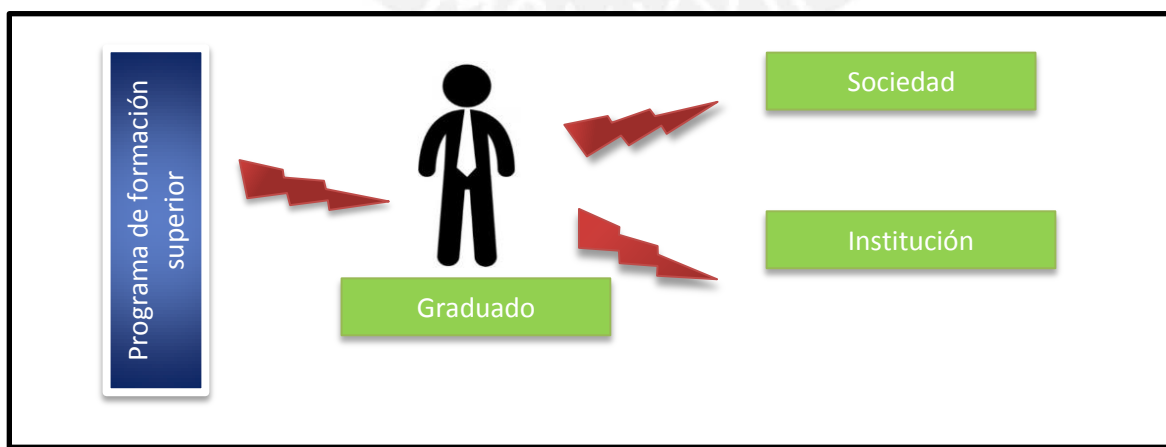 Programa de formación
superior
Graduado
Sociedad
Institución